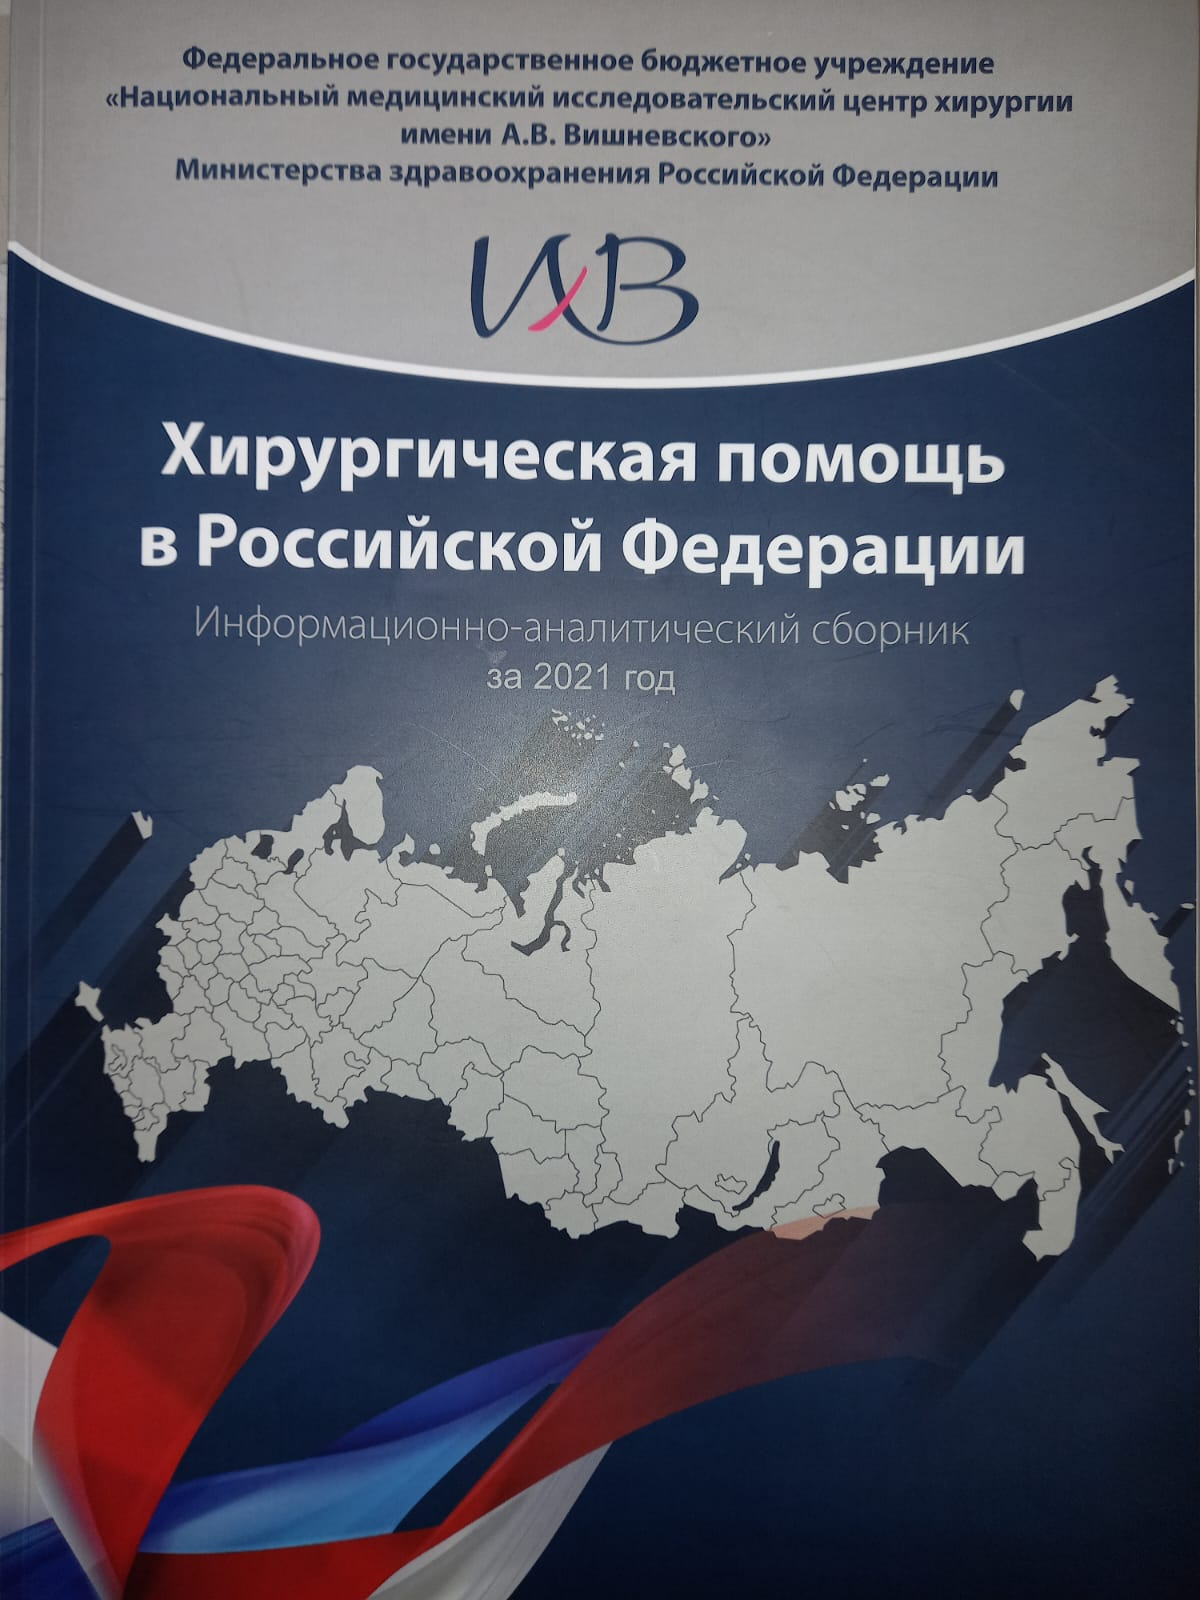 Федеральное государственное бюджетное учреждение
«Национальный медицинский исследовательский центр хирургии
имени А.В. Вишневского»
Министерства здравоохранения Российской Федерации
ИХВ
Хирургическая помощь
в Российской Федерации
Информационно-аналитический сборник
за 2021 год